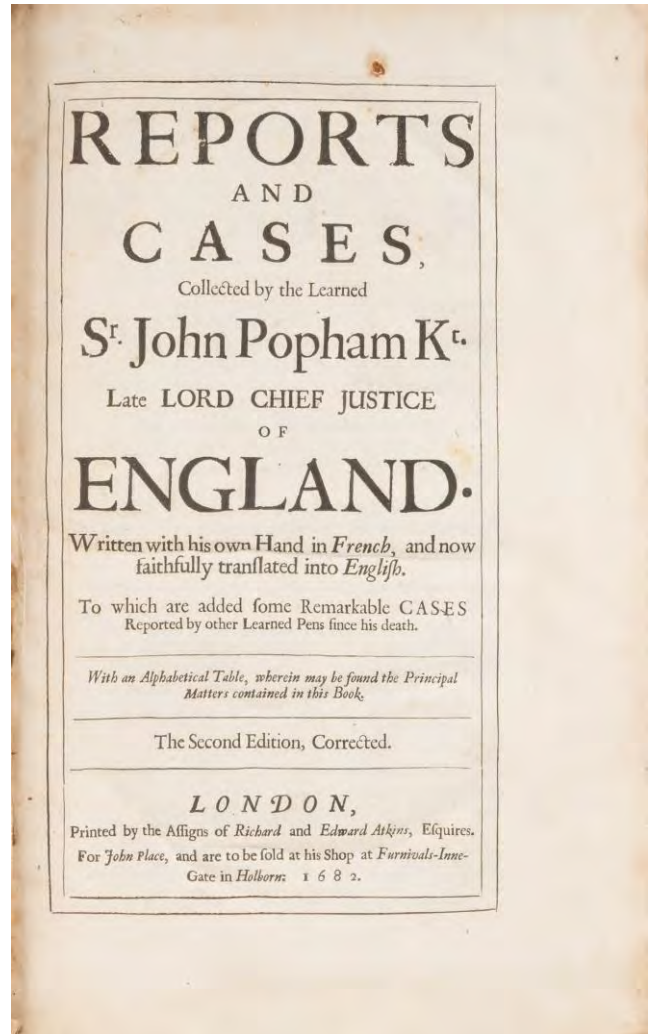 REPORTS
AND
CASES,
Collected by the Learned
Sʳ. John Popham Kᵗ.
Late LORD CHIEF JUSTICE
OF
ENGLAND.
Written with his own Hand in French, and now
faithfully tranſlated into Engliſh.
To which are added ſome Remarkable CASES
Reported by other Learned Pens ſince his death.
With an Alphabetical Table, wherein may be found the Principal
Matters contained in this Book.
The Second Edition, Corrected.
LONDON,
Printed by the Aſſigns of Richard and Edward Atkins, Eſquires.
For John Place, and are to be ſold at his Shop at Furnivals-Inne-
Gate in Holborn: 1682.